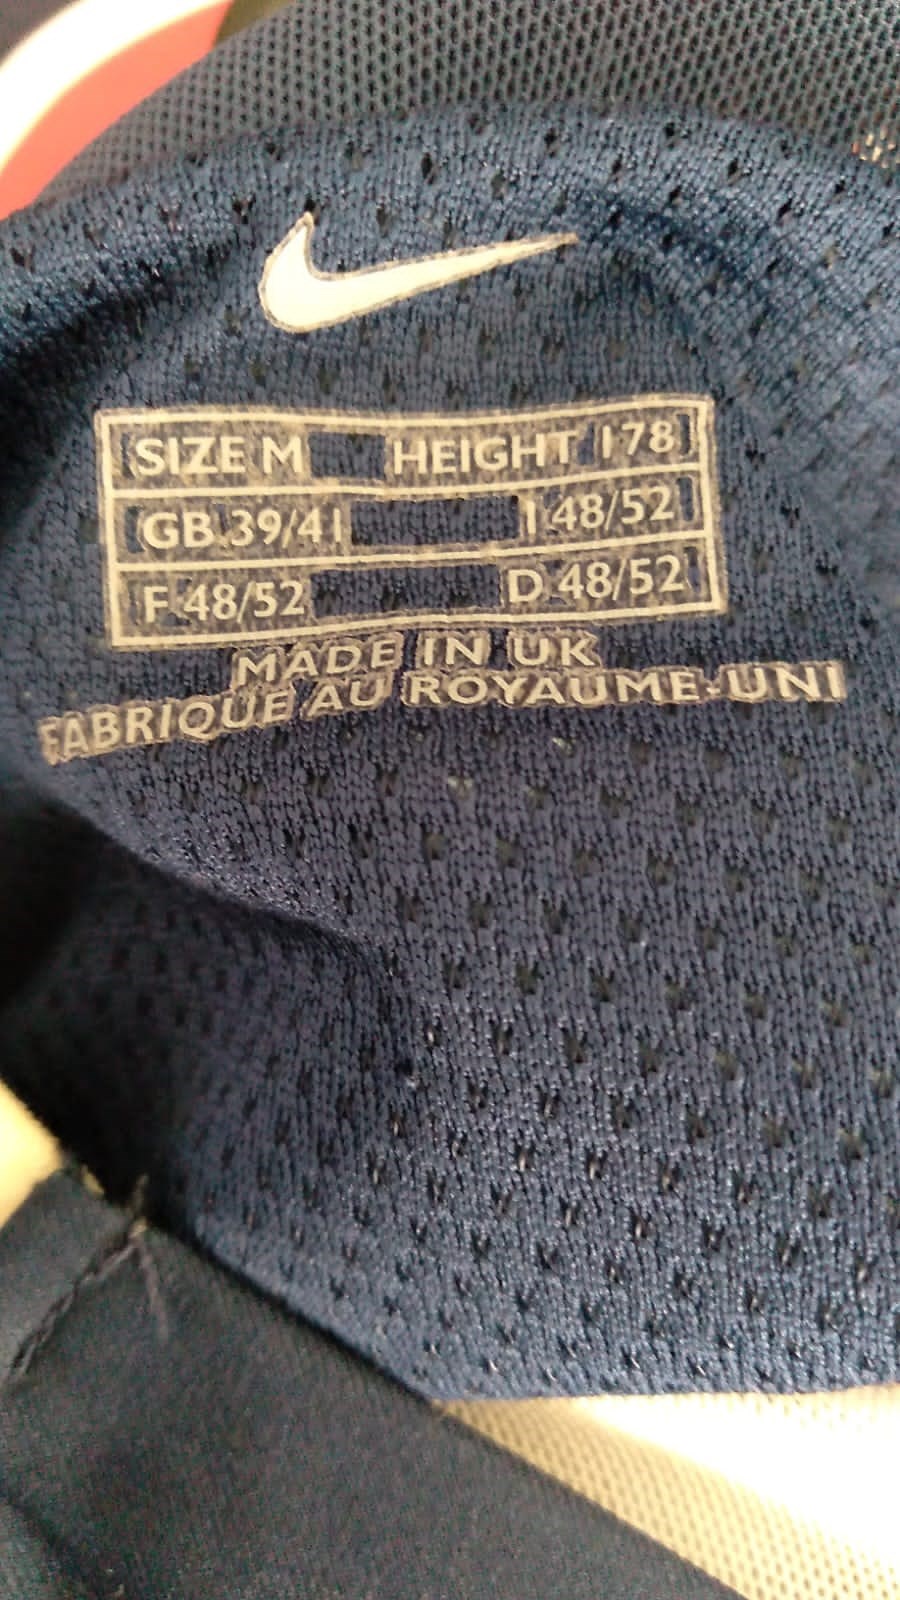 SIZE M HEIGHT 178
GB 39/41 I 48/52
F 48/52 D 48/52
MADE IN UK
FABRIQUE AU ROYAUME-UNI